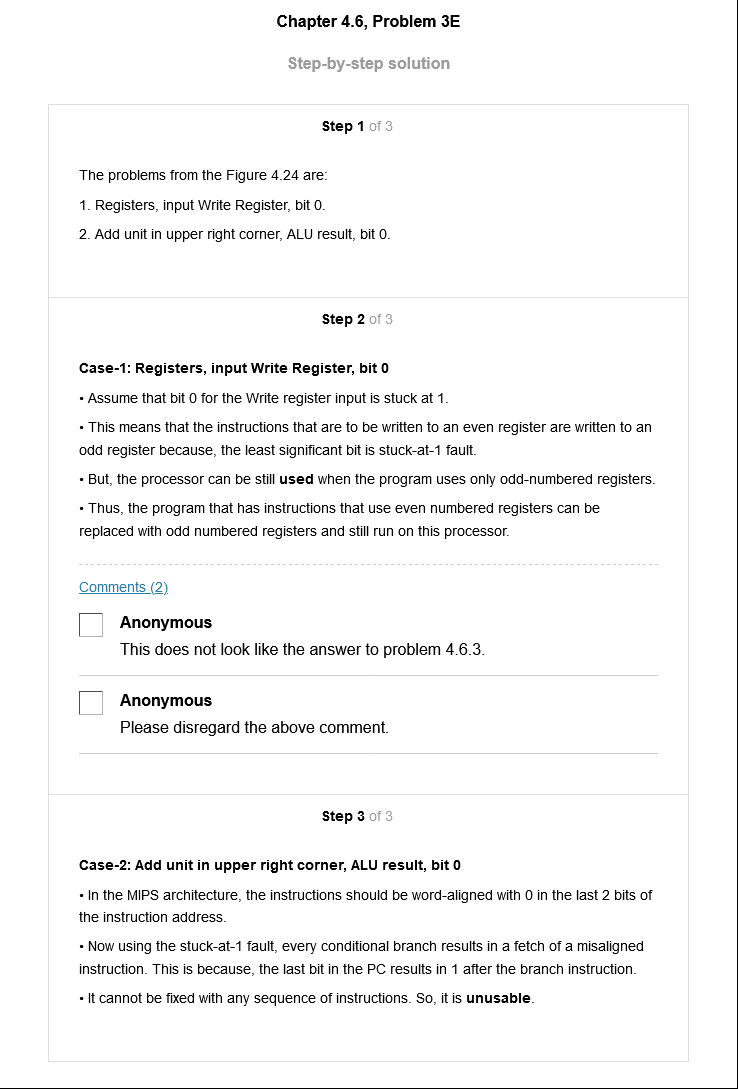 Chapter 4.6, Problem 3E
Step-by-step solution
Step 1 of 3
The problems from the Figure 4.24 are:
1. Registers, input Write Register, bit 0.
2. Add unit in upper right corner, ALU result, bit 0.
Step 2 of 3
Case-1: Registers, input Write Register, bit 0
• Assume that bit 0 for the Write register input is stuck at 1.
• This means that the instructions that are to be written to an even register are written to an
odd register because, the least significant bit is stuck-at-1 fault.
• But, the processor can be still used when the program uses only odd-numbered registers.
• Thus, the program that has instructions that use even numbered registers can be
replaced with odd numbered registers and still run on this processor.
Comments (2)
Anonymous
This does not look like the answer to problem 4.6.3.
Anonymous
Please disregard the above comment.
Step 3 of 3
Case-2: Add unit in upper right corner, ALU result, bit 0
• In the MIPS architecture, the instructions should be word-aligned with 0 in the last 2 bits of
the instruction address.
• Now using the stuck-at-1 fault, every conditional branch results in a fetch of a misaligned
instruction. This is because, the last bit in the PC results in 1 after the branch instruction.
• It cannot be fixed with any sequence of instructions. So, it is unusable.